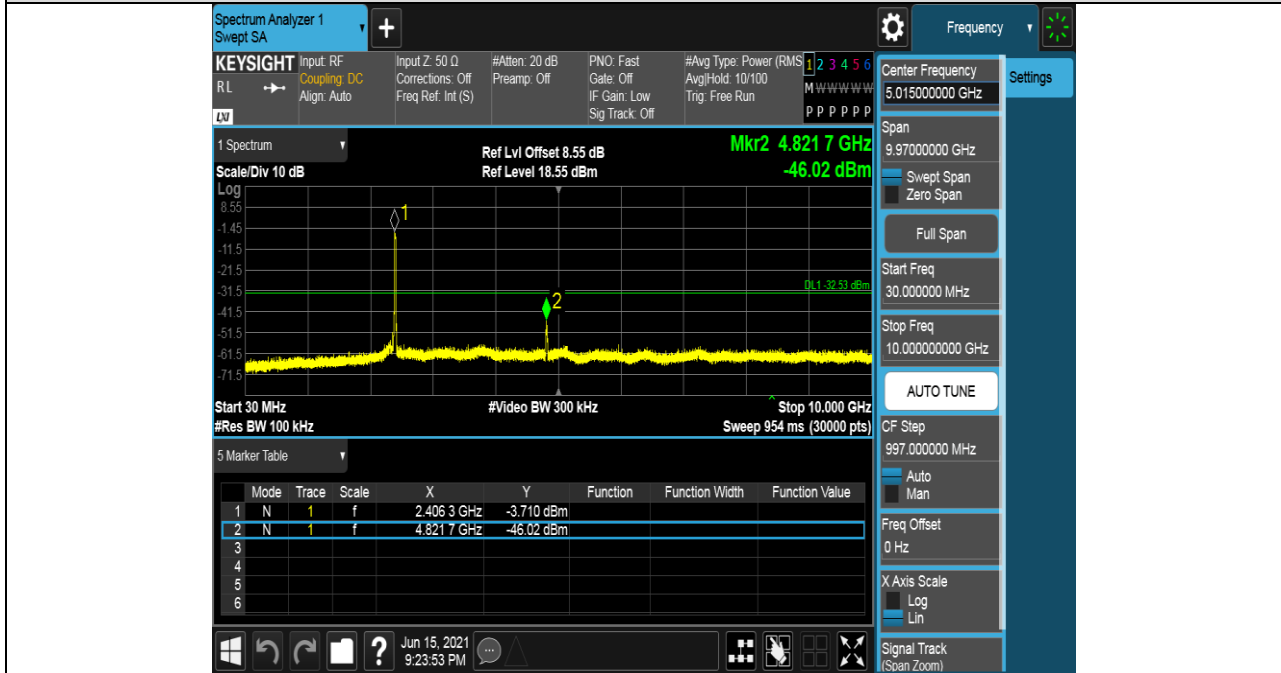 Spectrum Analyzer 1
Swept SA
+
Frequency
KEYSIGHT
RL
LXI
Input: RF
Coupling: DC
Align: Auto
Input Z: 50 Ω
Corrections: Off
Freq Ref: Int (S)
#Atten: 20 dB
Preamp: Off
PNO: Fast
Gate: Off
IF Gain: Low
Sig Track: Off
#Avg Type: Power (RMS
Avg|Hold: 10/100
Trig: Free Run
1 2 3 4 5 6
M W W W W W
P P P P P P
1 Spectrum
Scale/Div 10 dB
Ref Lvl Offset 8.55 dB
Ref Level 18.55 dBm
Mkr2 4.821 7 GHz
-46.02 dBm
Log
8.55
-1.45
-11.5
-21.5
-31.5
-41.5
-51.5
-61.5
-71.5
1
2
DL1 -32.53 dBm
Start 30 MHz
#Res BW 100 kHz
#Video BW 300 kHz
Stop 10.000 GHz
Sweep 954 ms (30000 pts)
5 Marker Table
Mode Trace Scale X Y Function Function Width Function Value
1 N 1 f 2.406 3 GHz -3.710 dBm
2 N 1 f 4.821 7 GHz -46.02 dBm
3
4
5
6
?
Jun 15, 2021
9:23:53 PM
Center Frequency
5.015000000 GHz
Settings
Span
9.97000000 GHz
Swept Span
Zero Span
Full Span
Start Freq
30.000000 MHz
Stop Freq
10.000000000 GHz
AUTO TUNE
CF Step
997.000000 MHz
Auto
Man
Freq Offset
0 Hz
X Axis Scale
Log
Lin
Signal Track
(Span Zoom)